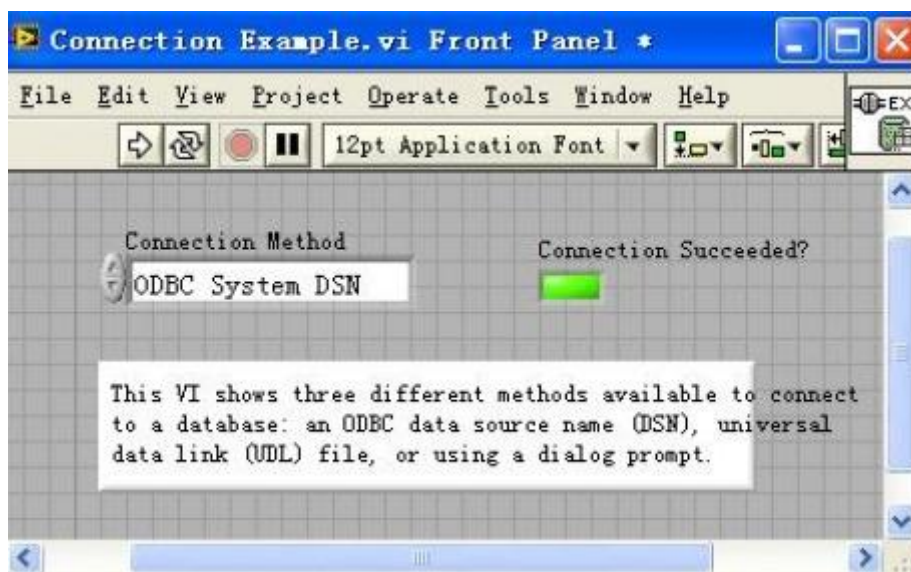 Connection Example.vi Front Panel *
File Edit View Project Operate Tools Window Help
EX
12pt Application Font
Connection Method
Connection Succeeded?
ODBC System DSN
This VI shows three different methods available to connect
to a database: an ODBC data source name (DSN), universal
data link (UDL) file, or using a dialog prompt.